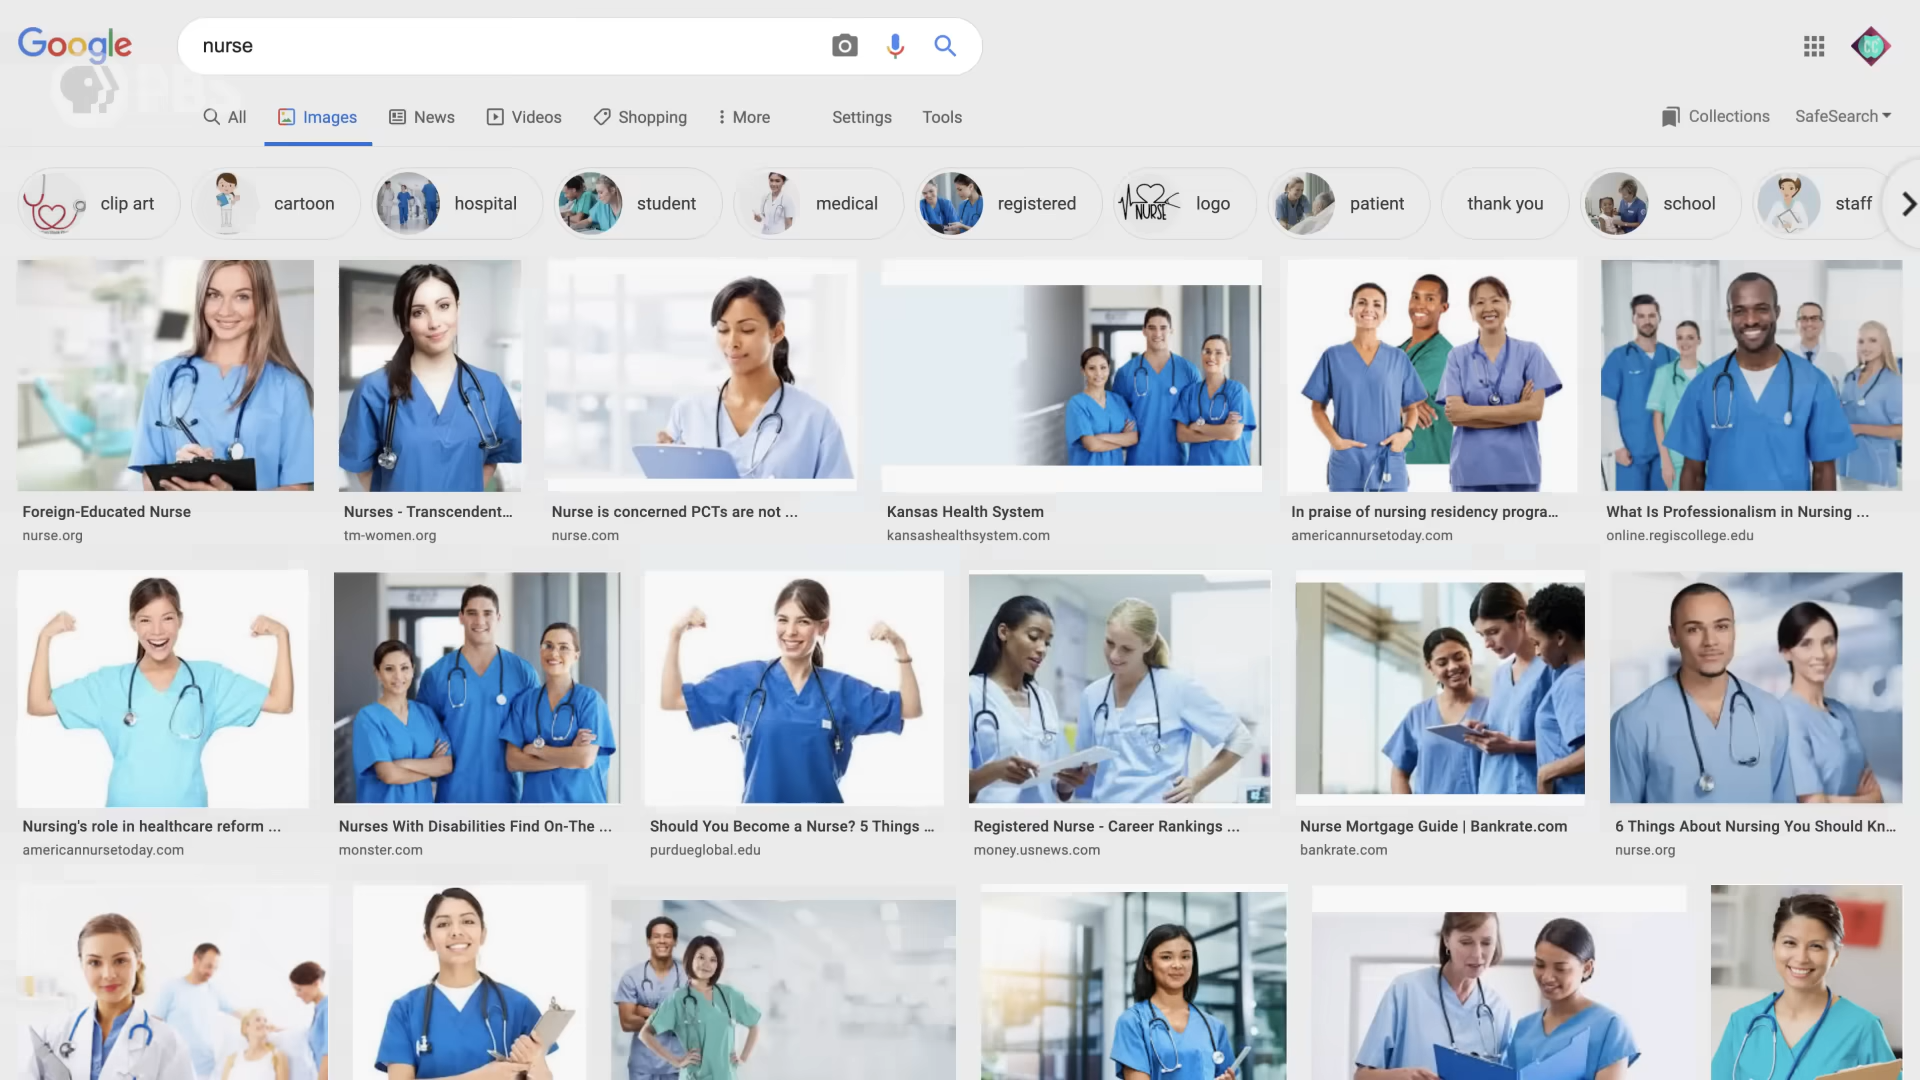 Google
nurse
PBS
All Images News Videos Shopping More Settings Tools
Collections SafeSearch
clip art cartoon hospital student medical registered NURSE logo patient thank you school staff
Foreign-Educated Nurse
nurse.org
Nurses - Transcendent...
tm-women.org
Nurse is concerned PCTs are not ...
nurse.com
Kansas Health System
kansashealthsystem.com
In praise of nursing residency progra...
americannursetoday.com
What Is Professionalism in Nursing ...
online.regiscollege.edu
Nursing's role in healthcare reform ...
americannursetoday.com
Nurses With Disabilities Find On-The ...
monster.com
Should You Become a Nurse? 5 Things ...
purdueglobal.edu
Registered Nurse - Career Rankings ...
money.usnews.com
Nurse Mortgage Guide | Bankrate.com
bankrate.com
6 Things About Nursing You Should Kn...
nurse.org